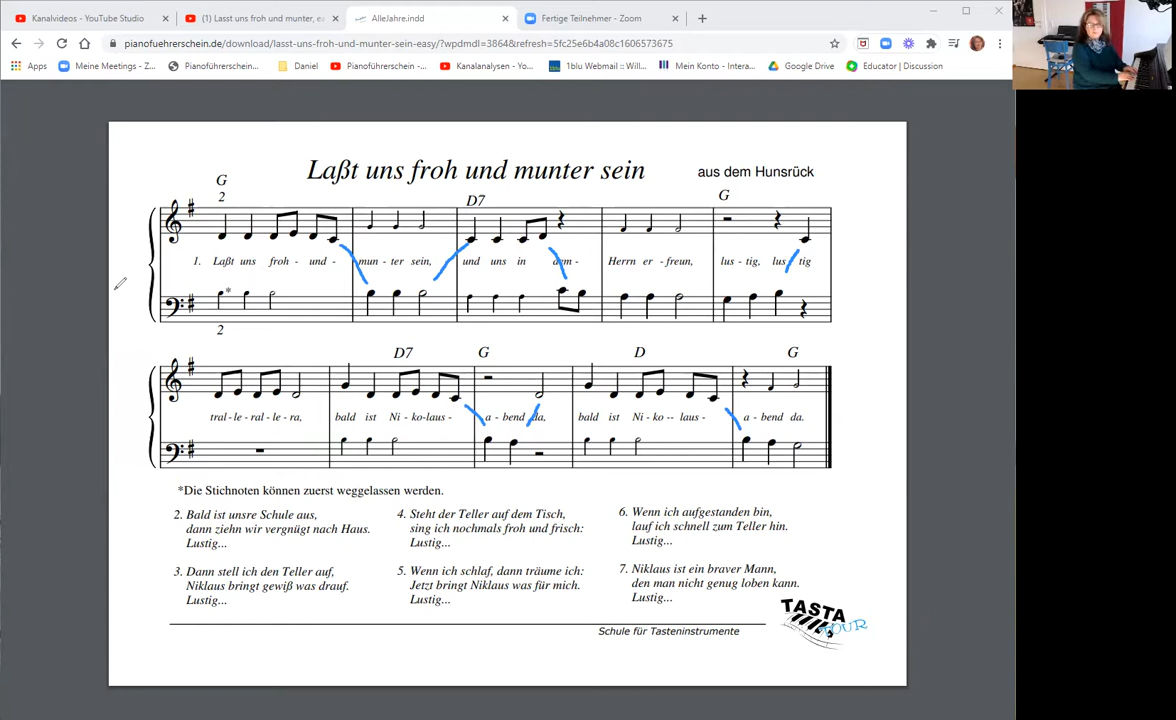 Kanalvideos - YouTube Studio
(1) Lasst uns froh und munter, ea
AlleJahre.indd
Fertige Teilnehmer - Zoom
pianofuehrerschein.de/download/lasst-uns-froh-und-munter-sein-easy/?wpdmdl=3864&refresh=5fc25e6b4a08c1606573675
Apps
Meine Meetings - Z...
Pianoführerschein...
Daniel
Pianoführerschein -...
Kanalanalysen - Yo...
1blu Webmail :: Will...
Mein Konto - Intera...
Google Drive
Educator | Discussion
Laßt uns froh und munter sein
aus dem Hunsrück
G
2
D7
G
1. Laßt uns froh - und - mun - ter sein, und uns in dem - Herrn er - freun, lus - tig, lus tig
*
2
D7 G D G
tral - le - ral - le - ra, bald ist Ni - ko-laus - a - bend da, bald ist Ni - ko -- laus - a - bend da.
*Die Stichnoten können zuerst weggelassen werden.
2. Bald ist unsre Schule aus,
dann ziehn wir vergnügt nach Haus.
Lustig...
3. Dann stell ich den Teller auf,
Niklaus bringt gewiß was drauf.
Lustig...
4. Steht der Teller auf dem Tisch,
sing ich nochmals froh und frisch:
Lustig...
5. Wenn ich schlaf, dann träume ich:
Jetzt bringt Niklaus was für mich.
Lustig...
6. Wenn ich aufgestanden bin,
lauf ich schnell zum Teller hin.
Lustig...
7. Niklaus ist ein braver Mann,
den man nicht genug loben kann.
Lustig...
TASTA
TOUR
Schule für Tasteninstrumente